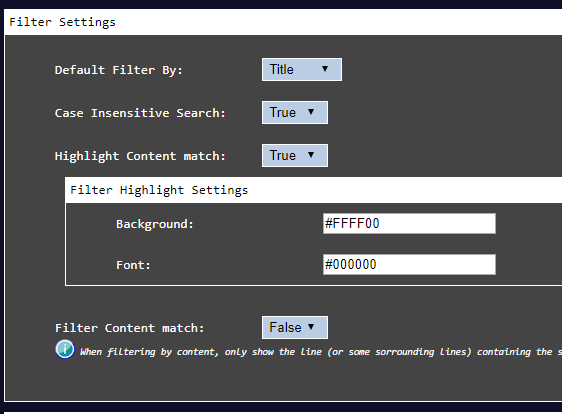 Filter Settings
Default Filter By: Title
Case Insensitive Search: True
Highlight Content match: True
Filter Highlight Settings
Background: #FFFF00
Font: #000000
Filter Content match: False
When filtering by content, only show the line (or some sorrounding lines) containing the